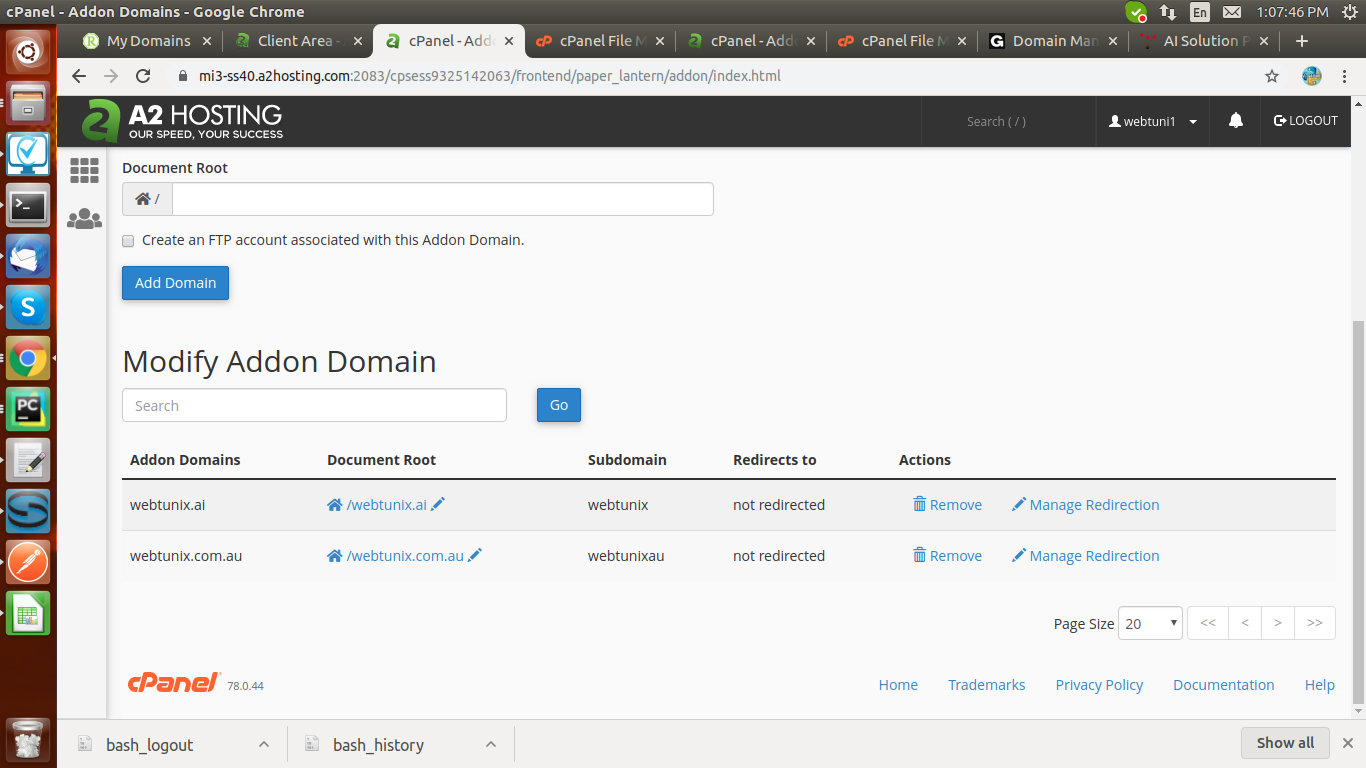 cPanel - Addon Domains - Google Chrome
En
1:07:46 PM
My Domains
Client Area -
cPanel - Add
cPanel File M
cPanel - Add
cPanel File M
Domain Man
AI Solution P
mi3-ss40.a2hosting.com:2083/cpsess9325142063/frontend/paper_lantern/addon/index.html
A2 HOSTING
OUR SPEED, YOUR SUCCESS
Search ( / )
webtuni1
LOGOUT
Document Root
/
Create an FTP account associated with this Addon Domain.
Add Domain
Modify Addon Domain
Search
Go
Addon Domains Document Root Subdomain Redirects to Actions
webtunix.ai /webtunix.ai webtunix not redirected Remove Manage Redirection
webtunix.com.au /webtunix.com.au webtunixau not redirected Remove Manage Redirection
Page Size 20 << < > >>
cPanel 78.0.44
Home Trademarks Privacy Policy Documentation Help
bash_logout
bash_history
Show all